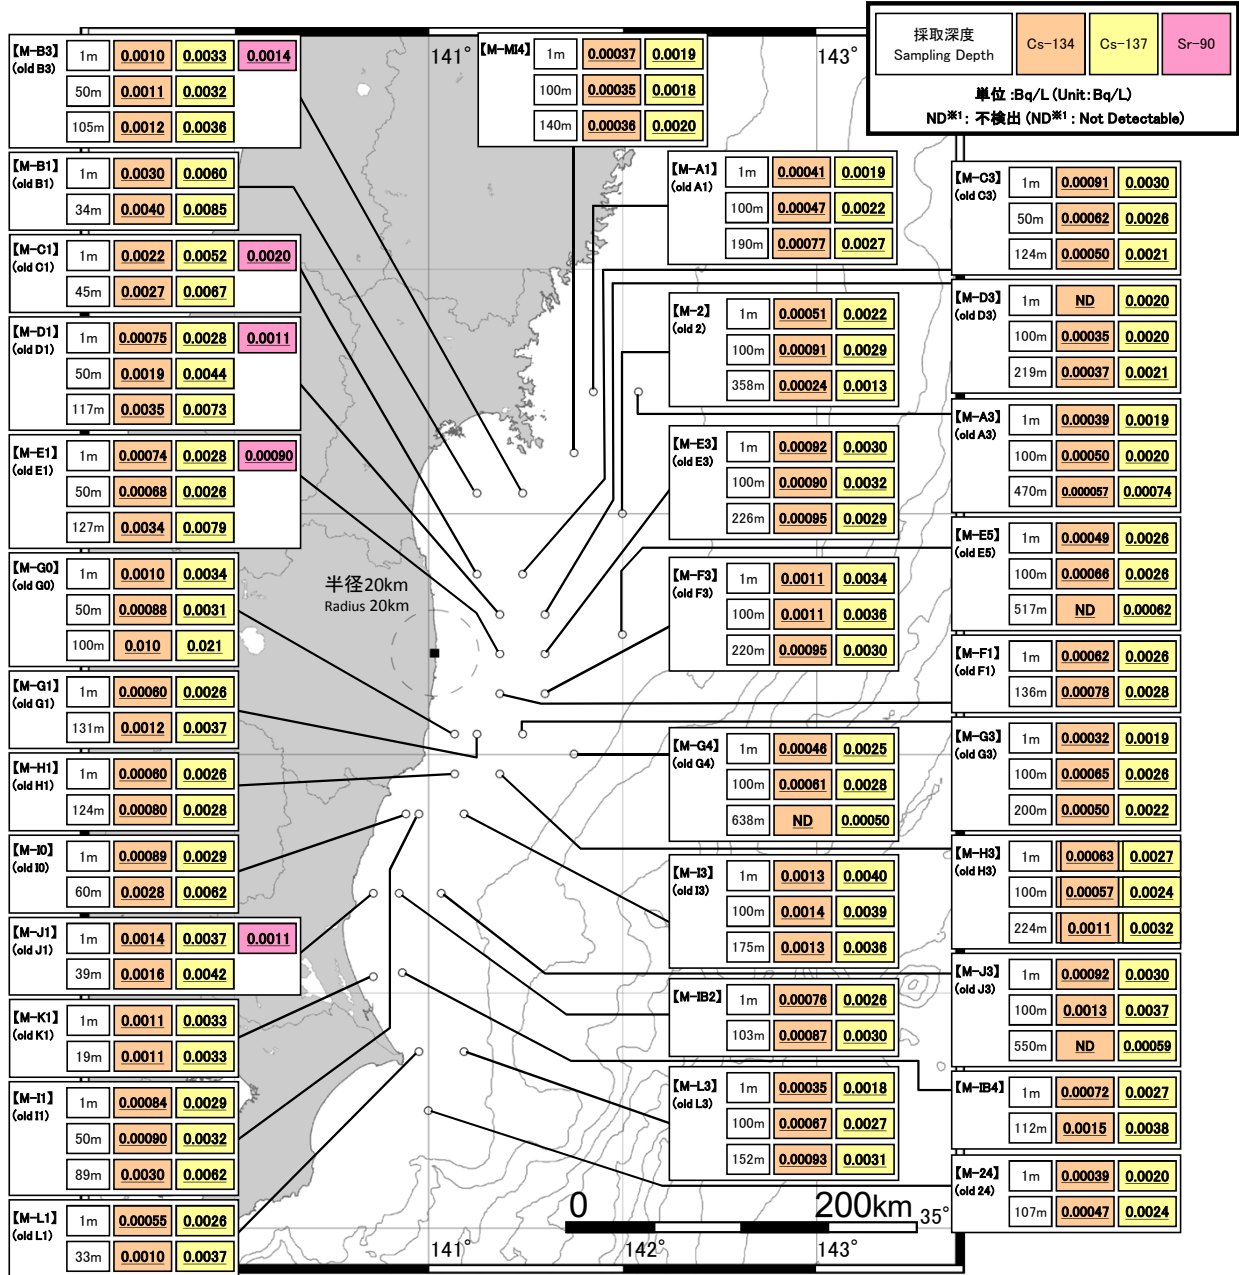 採取深度
Sampling Depth
Cs-134
Cs-137
Sr-90
単位 :Bq/L (Unit:Bq/L)
ND※1: 不検出 (ND※1 : Not Detectable)
141°
143°
【M-B3】 1m 0.0010 0.0033 0.0014
(old B3)
50m 0.0011 0.0032
105m 0.0012 0.0036
【M-B1】 1m 0.0030 0.0060
(old B1)
34m 0.0040 0.0085
【M-C1】 1m 0.0022 0.0052 0.0020
(old C1)
45m 0.0027 0.0067
【M-D1】 1m 0.00075 0.0028 0.0011
(old D1)
50m 0.0019 0.0044
117m 0.0035 0.0073
【M-E1】 1m 0.00074 0.0028 0.00090
(old E1)
50m 0.00068 0.0026
127m 0.0034 0.0079
【M-G0】 1m 0.0010 0.0034
(old G0)
50m 0.00088 0.0031
100m 0.010 0.021
【M-G1】 1m 0.00060 0.0026
(old G1)
131m 0.0012 0.0037
【M-H1】 1m 0.00060 0.0026
(old H1)
124m 0.00080 0.0028
【M-I0】 1m 0.00089 0.0029
(old I0)
60m 0.0028 0.0062
【M-J1】 1m 0.0014 0.0037 0.0011
(old J1)
39m 0.0016 0.0042
【M-K1】 1m 0.0011 0.0033
(old K1)
19m 0.0011 0.0033
【M-I1】 1m 0.00084 0.0029
(old I1)
50m 0.00090 0.0032
89m 0.0030 0.0062
【M-L1】 1m 0.00055 0.0026
(old L1)
33m 0.0010 0.0037
半径20km
Radius 20km
【M-MI4】 1m 0.00037 0.0019
100m 0.00035 0.0018
140m 0.00036 0.0020
【M-A1】 1m 0.00041 0.0019
(old A1)
100m 0.00047 0.0022
190m 0.00077 0.0027
【M-2】 1m 0.00051 0.0022
(old 2)
100m 0.00091 0.0029
358m 0.00024 0.0013
【M-E3】 1m 0.00092 0.0030
(old E3)
100m 0.00090 0.0032
226m 0.00095 0.0029
【M-F3】 1m 0.0011 0.0034
(old F3)
100m 0.0011 0.0036
220m 0.00095 0.0030
【M-G4】 1m 0.00046 0.0025
(old G4)
100m 0.00061 0.0028
638m ND 0.00050
【M-I3】 1m 0.0013 0.0040
(old I3)
100m 0.0014 0.0039
175m 0.0013 0.0036
【M-IB2】 1m 0.00076 0.0026
103m 0.00087 0.0030
【M-L3】 1m 0.00035 0.0018
(old L3)
100m 0.00067 0.0027
152m 0.00093 0.0031
【M-C3】 1m 0.00091 0.0030
(old C3)
50m 0.00062 0.0026
124m 0.00050 0.0021
【M-D3】 1m ND 0.0020
(old D3)
100m 0.00035 0.0020
219m 0.00037 0.0021
【M-A3】 1m 0.00039 0.0019
(old A3)
100m 0.00050 0.0020
470m 0.000057 0.00074
【M-E5】 1m 0.00049 0.0026
(old E5)
100m 0.00066 0.0026
517m ND 0.00062
【M-F1】 1m 0.00062 0.0026
(old F1)
136m 0.00078 0.0028
【M-G3】 1m 0.00032 0.0019
(old G3)
100m 0.00065 0.0026
200m 0.00050 0.0022
【M-H3】 1m 0.00063 0.0027
(old H3)
100m 0.00057 0.0024
224m 0.0011 0.0032
【M-J3】 1m 0.00092 0.0030
(old J3)
100m 0.0013 0.0037
550m ND 0.00059
【M-IB4】 1m 0.00072 0.0027
112m 0.0015 0.0038
【M-24】 1m 0.00039 0.0020
(old 24)
107m 0.00047 0.0024
0 200km
35°
141°
142°
143°